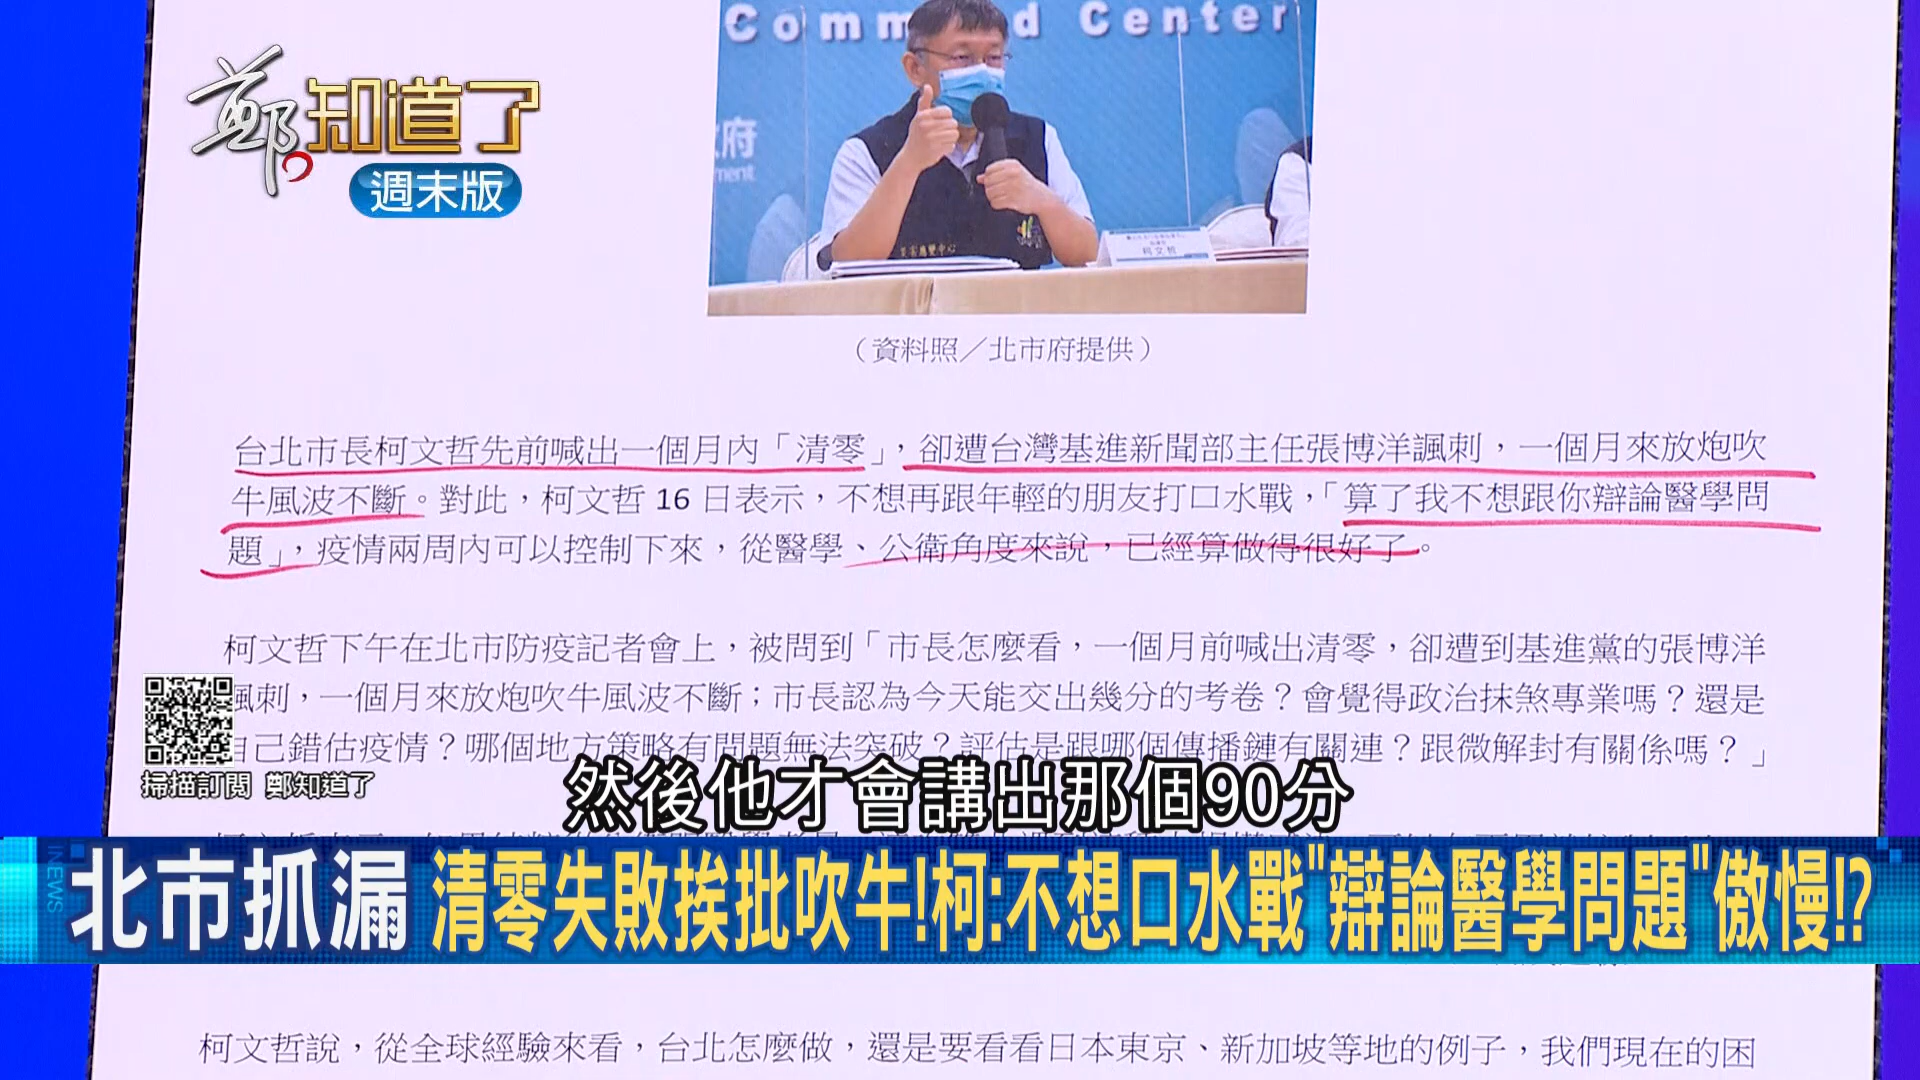 Command Center
鄭知道了
週末版
府
ment
災害應變中心
柯文哲
（資料照／北市府提供）
台北市長柯文哲先前喊出一個月內「清零」，卻遭台灣基進新聞部主任張博洋諷刺，一個月來放炮吹
牛風波不斷。對此，柯文哲 16 日表示，不想再跟年輕的朋友打口水戰，「算了我不想跟你辯論醫學問
題」，疫情兩周內可以控制下來，從醫學、公衛角度來說，已經算做得很好了。
柯文哲下午在北市防疫記者會上，被問到「市長怎麼看，一個月前喊出清零，卻遭到基進黨的張博洋
諷刺，一個月來放炮吹牛風波不斷；市長認為今天能交出幾分的考卷？會覺得政治抹煞專業嗎？還是
自己錯估疫情？哪個地方策略有問題無法突破？評估是跟哪個傳播鏈有關連？跟微解封有關係嗎？」
掃描訂閱 鄭知道了
然後他才會講出那個90分
INEWS
北市抓漏
清零失敗挨批吹牛!柯:不想口水戰"辯論醫學問題"傲慢!?
柯文哲說，從全球經驗來看，台北怎麼做，還是要看看日本東京、新加坡等地的例子，我們現在的困